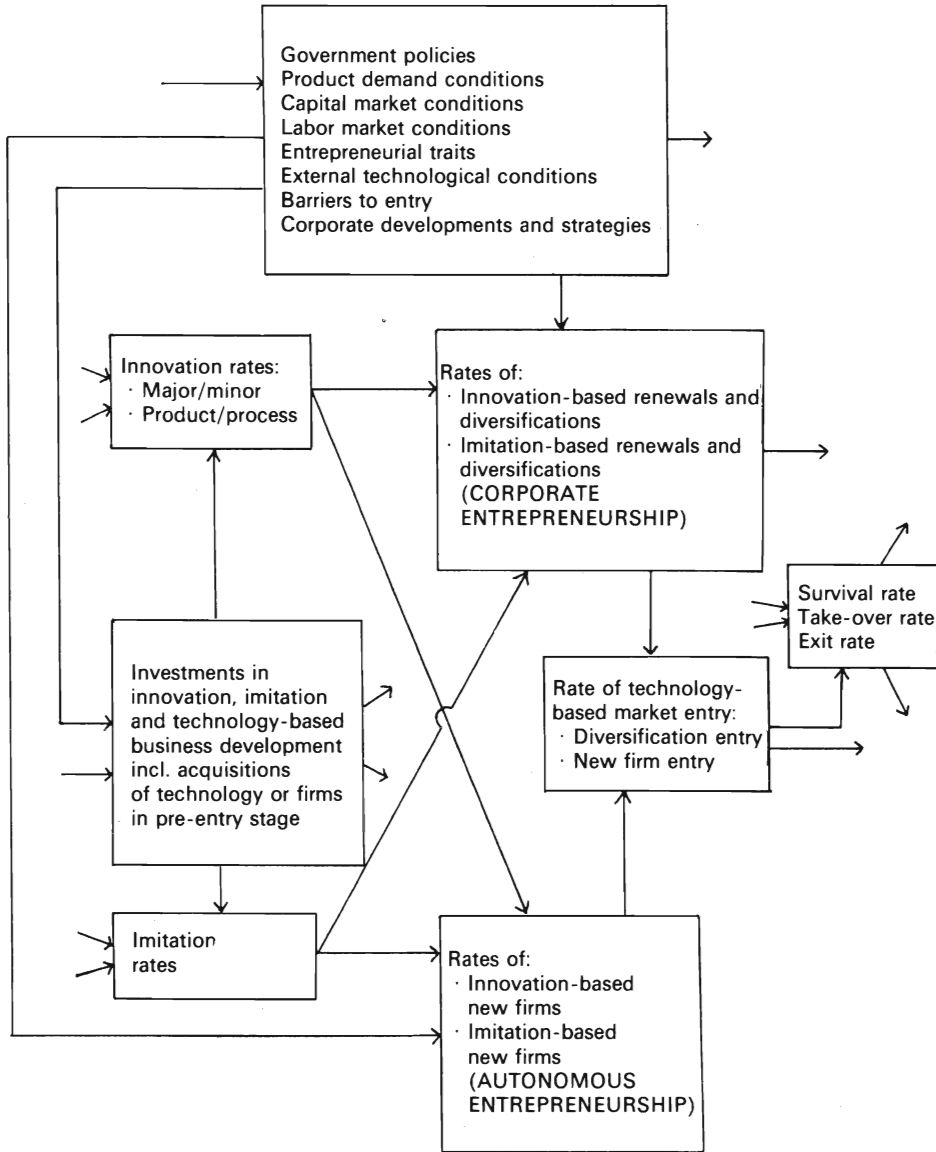 Government policies
Product demand conditions
Capital market conditions
Labor market conditions
Entrepreneurial traits
External technological conditions
Barriers to entry
Corporate developments and strategies
Innovation rates:
· Major/minor
· Product/process
Rates of:
· Innovation-based renewals and
diversifications
· Imitation-based renewals and
diversifications
(CORPORATE
ENTREPRENEURSHIP)
Survival rate
Take-over rate
Exit rate
Investments in
innovation, imitation
and technology-based
business development
incl. acquisitions
of technology or firms
in pre-entry stage
Rate of technology-
based market entry:
· Diversification entry
· New firm entry
Imitation
rates
Rates of:
· Innovation-based
new firms
· Imitation-based
new firms
(AUTONOMOUS
ENTREPRENEURSHIP)